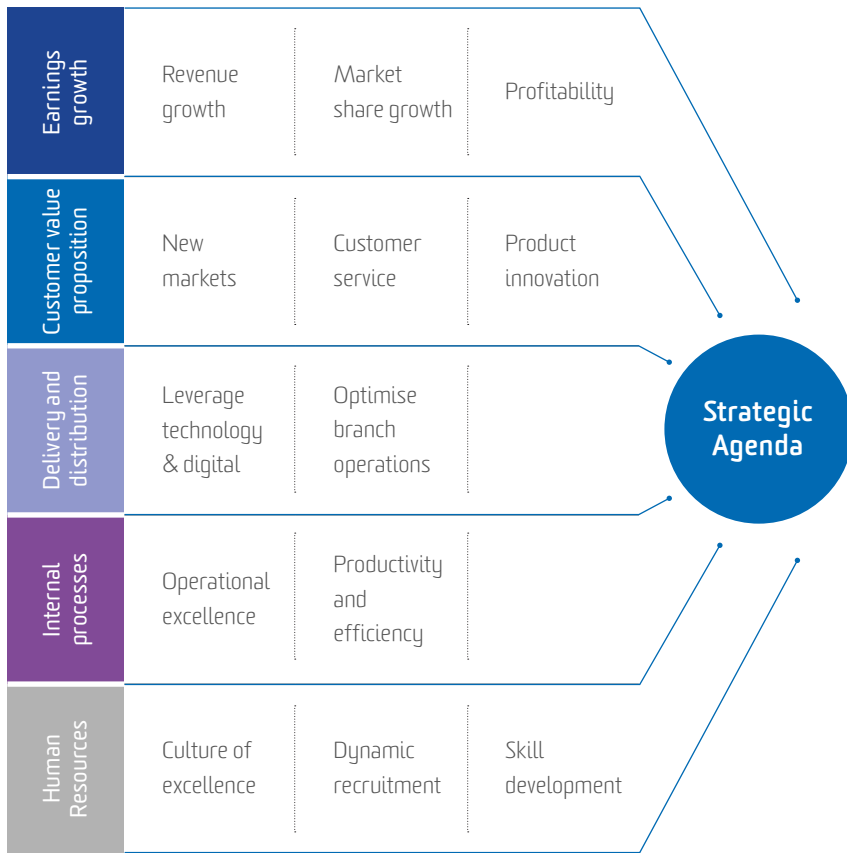 Earnings
growth
Revenue
growth
Market
share growth
Profitability
Customer value
proposition
New
markets
Customer
service
Product
innovation
Delivery and
distribution
Leverage
technology
& digital
Optimise
branch
operations
Internal
processes
Operational
excellence
Productivity
and
efficiency
Human
Resources
Culture of
excellence
Dynamic
recruitment
Skill
development
Strategic
Agenda